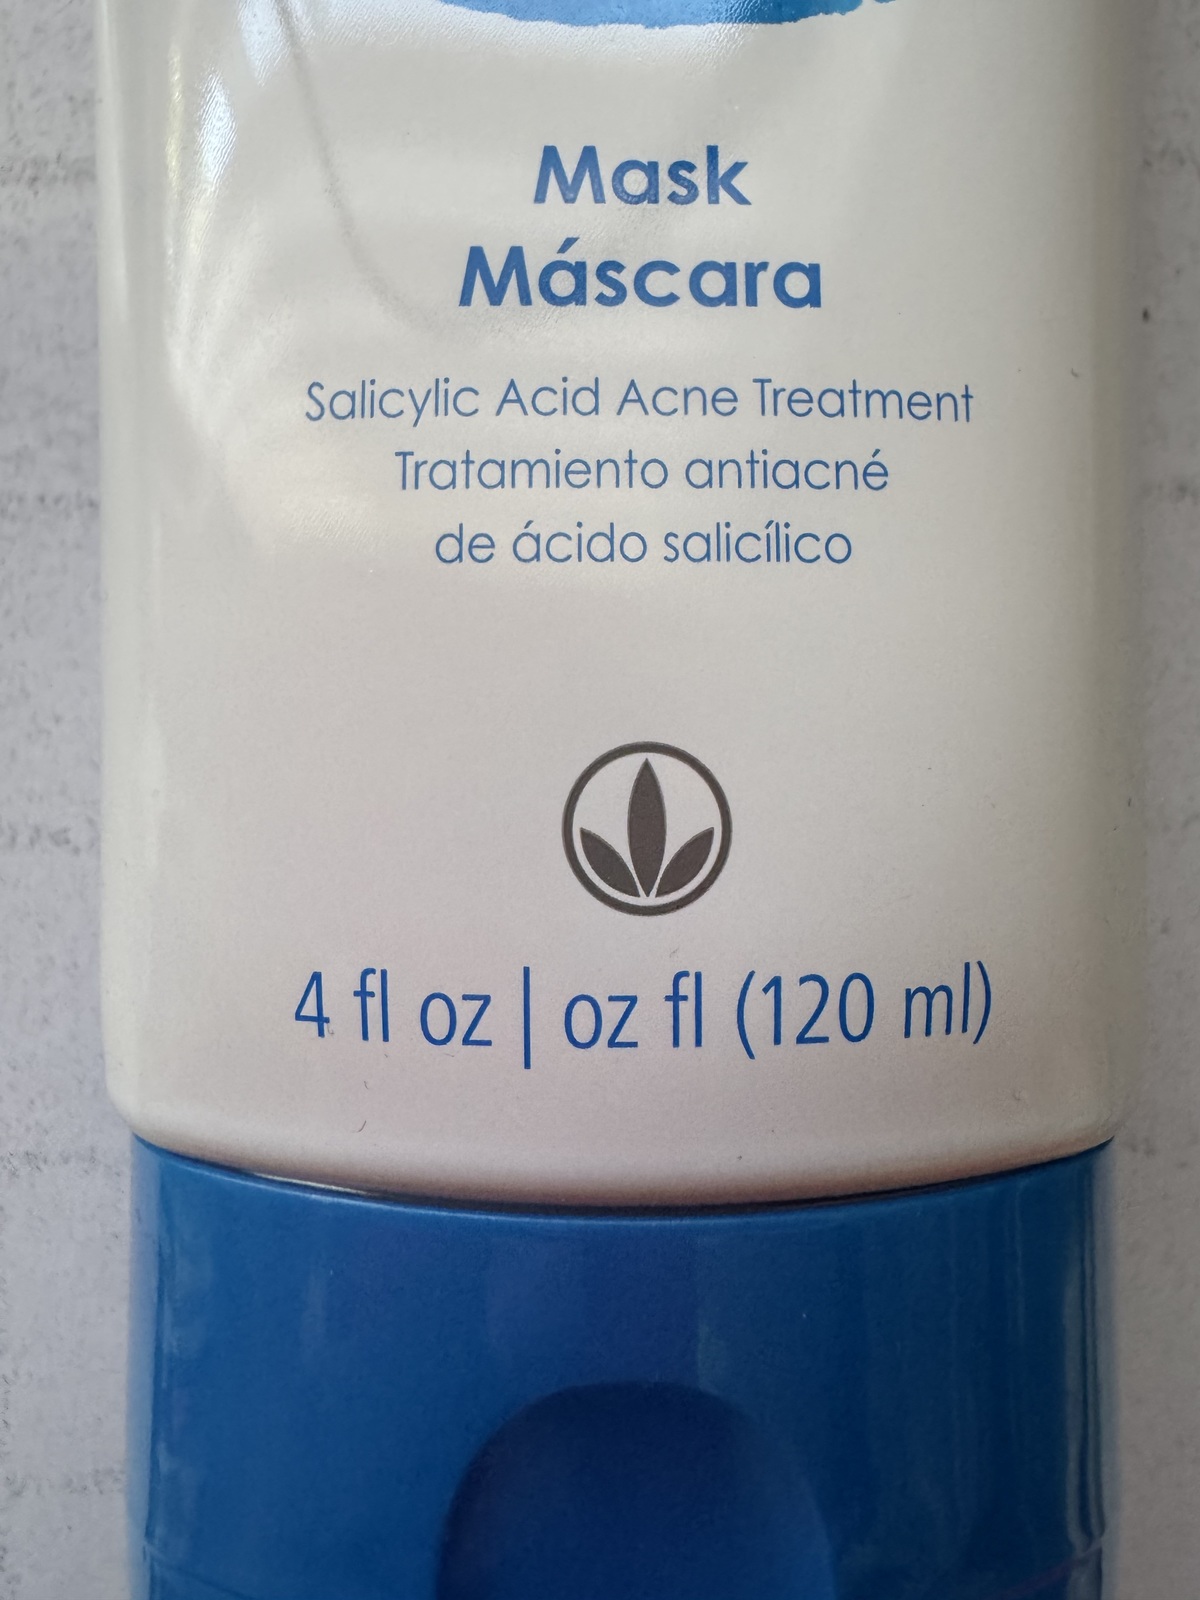 Mask
Máscara
Salicylic Acid Acne Treatment
Tratamiento antiacné
de ácido salicílico
4 fl oz | oz fl (120 ml)